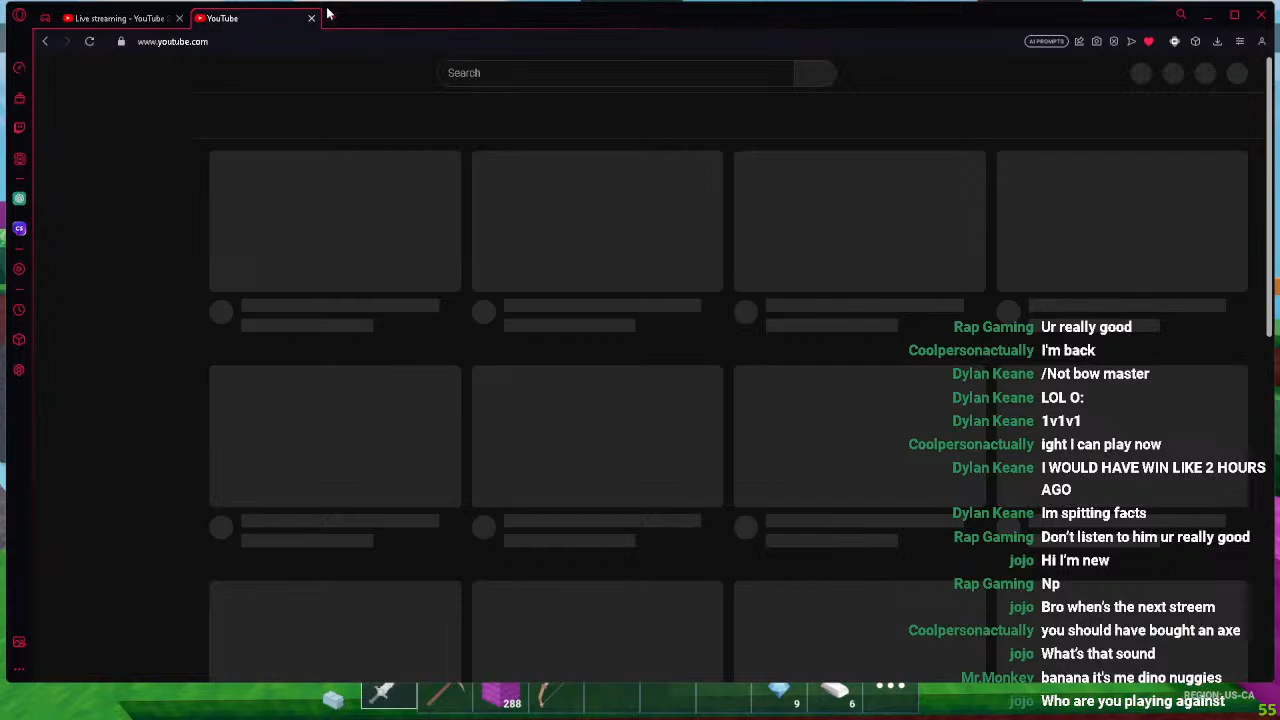 Live streaming - YouTube S
YouTube
www.youtube.com
AI PROMPTS
Search
CS
Rap Gaming Ur really good
Coolpersonactually I'm back
Dylan Keane /Not bow master
Dylan Keane LOL O:
Dylan Keane 1v1v1
Coolpersonactually ight I can play now
Dylan Keane I WOULD HAVE WIN LIKE 2 HOURS
AGO
Dylan Keane Im spitting facts
Rap Gaming Don't listen to him ur really good
jojo Hi I'm new
Rap Gaming Np
jojo Bro when's the next streem
Coolpersonactually you should have bought an axe
jojo What's that sound
Mr.Monkey banana it's me dino nuggies
jojo Who are you playing against
REGION-US-CA
288
9
6
55